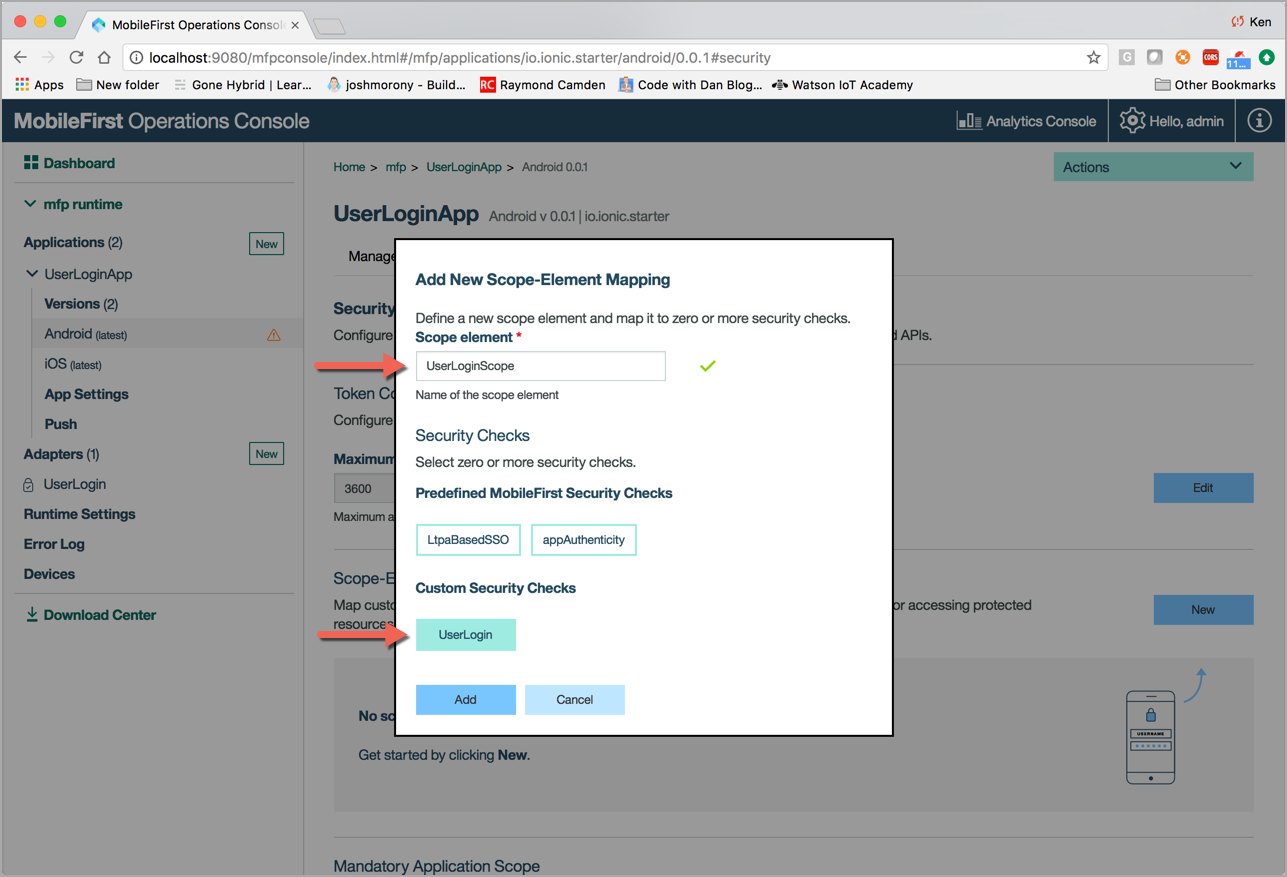 MobileFirst Operations Consol
Ken
localhost:9080/mfpconsole/index.html#/mfp/applications/io.ionic.starter/android/0.0.1#security
G
CORS
11...
Apps
New folder
Gone Hybrid | Lear...
joshmorony - Build...
RC Raymond Camden
Code with Dan Blog...
Watson IoT Academy
Other Bookmarks
MobileFirst Operations Console
Analytics Console
Hello, admin
Dashboard
mfp runtime
Applications (2)
New
UserLoginApp
Versions (2)
Android (latest)
iOS (latest)
App Settings
Push
Adapters (1)
New
UserLogin
Runtime Settings
Error Log
Devices
Download Center
Home > mfp > UserLoginApp > Android 0.0.1
Actions
UserLoginApp Android v 0.0.1 | io.ionic.starter
Manage
Security
Configure
APIs.
Token Co
Configure
Maximum
3600
Edit
Maximum a
Scope-E
Map custo
or accessing protected
resources
New
No sc
Get started by clicking New.
USERNAME
Mandatory Application Scope
Add New Scope-Element Mapping
Define a new scope element and map it to zero or more security checks.
Scope element *
UserLoginScope
Name of the scope element
Security Checks
Select zero or more security checks.
Predefined MobileFirst Security Checks
LtpaBasedSSO
appAuthenticity
Custom Security Checks
UserLogin
Add
Cancel